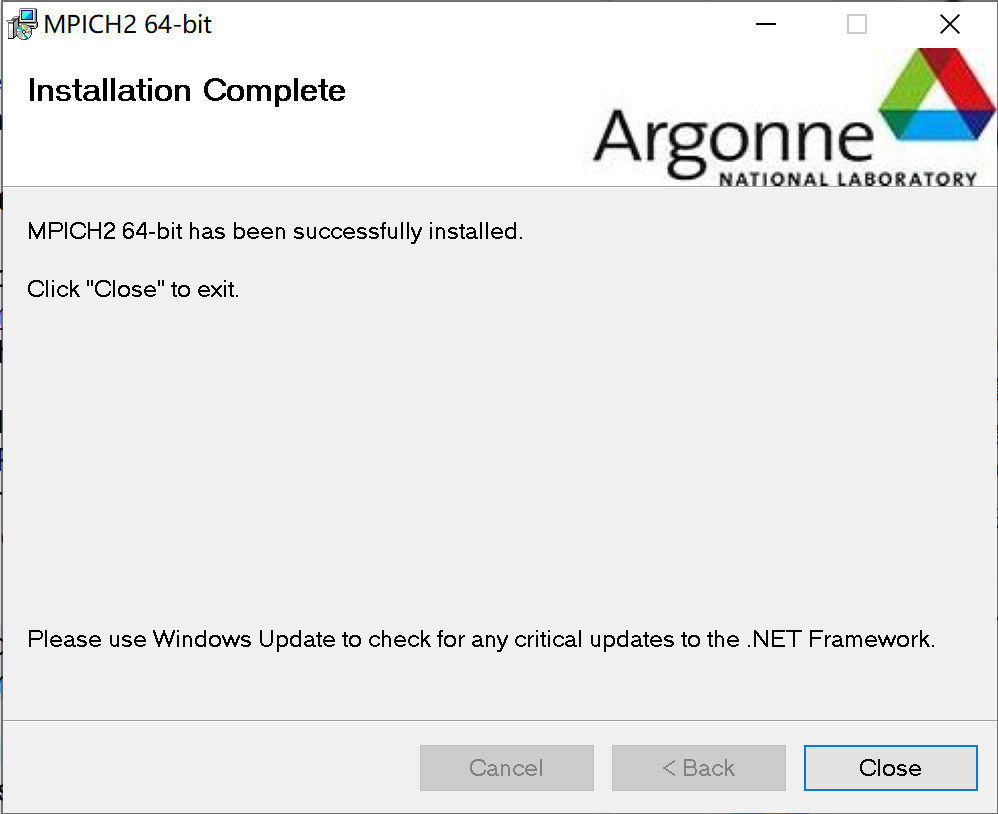 MPICH2 64-bit
Installation Complete
Argonne
NATIONAL LABORATORY
MPICH2 64-bit has been successfully installed.
Click "Close" to exit.
Please use Windows Update to check for any critical updates to the .NET Framework.
Cancel
< Back
Close